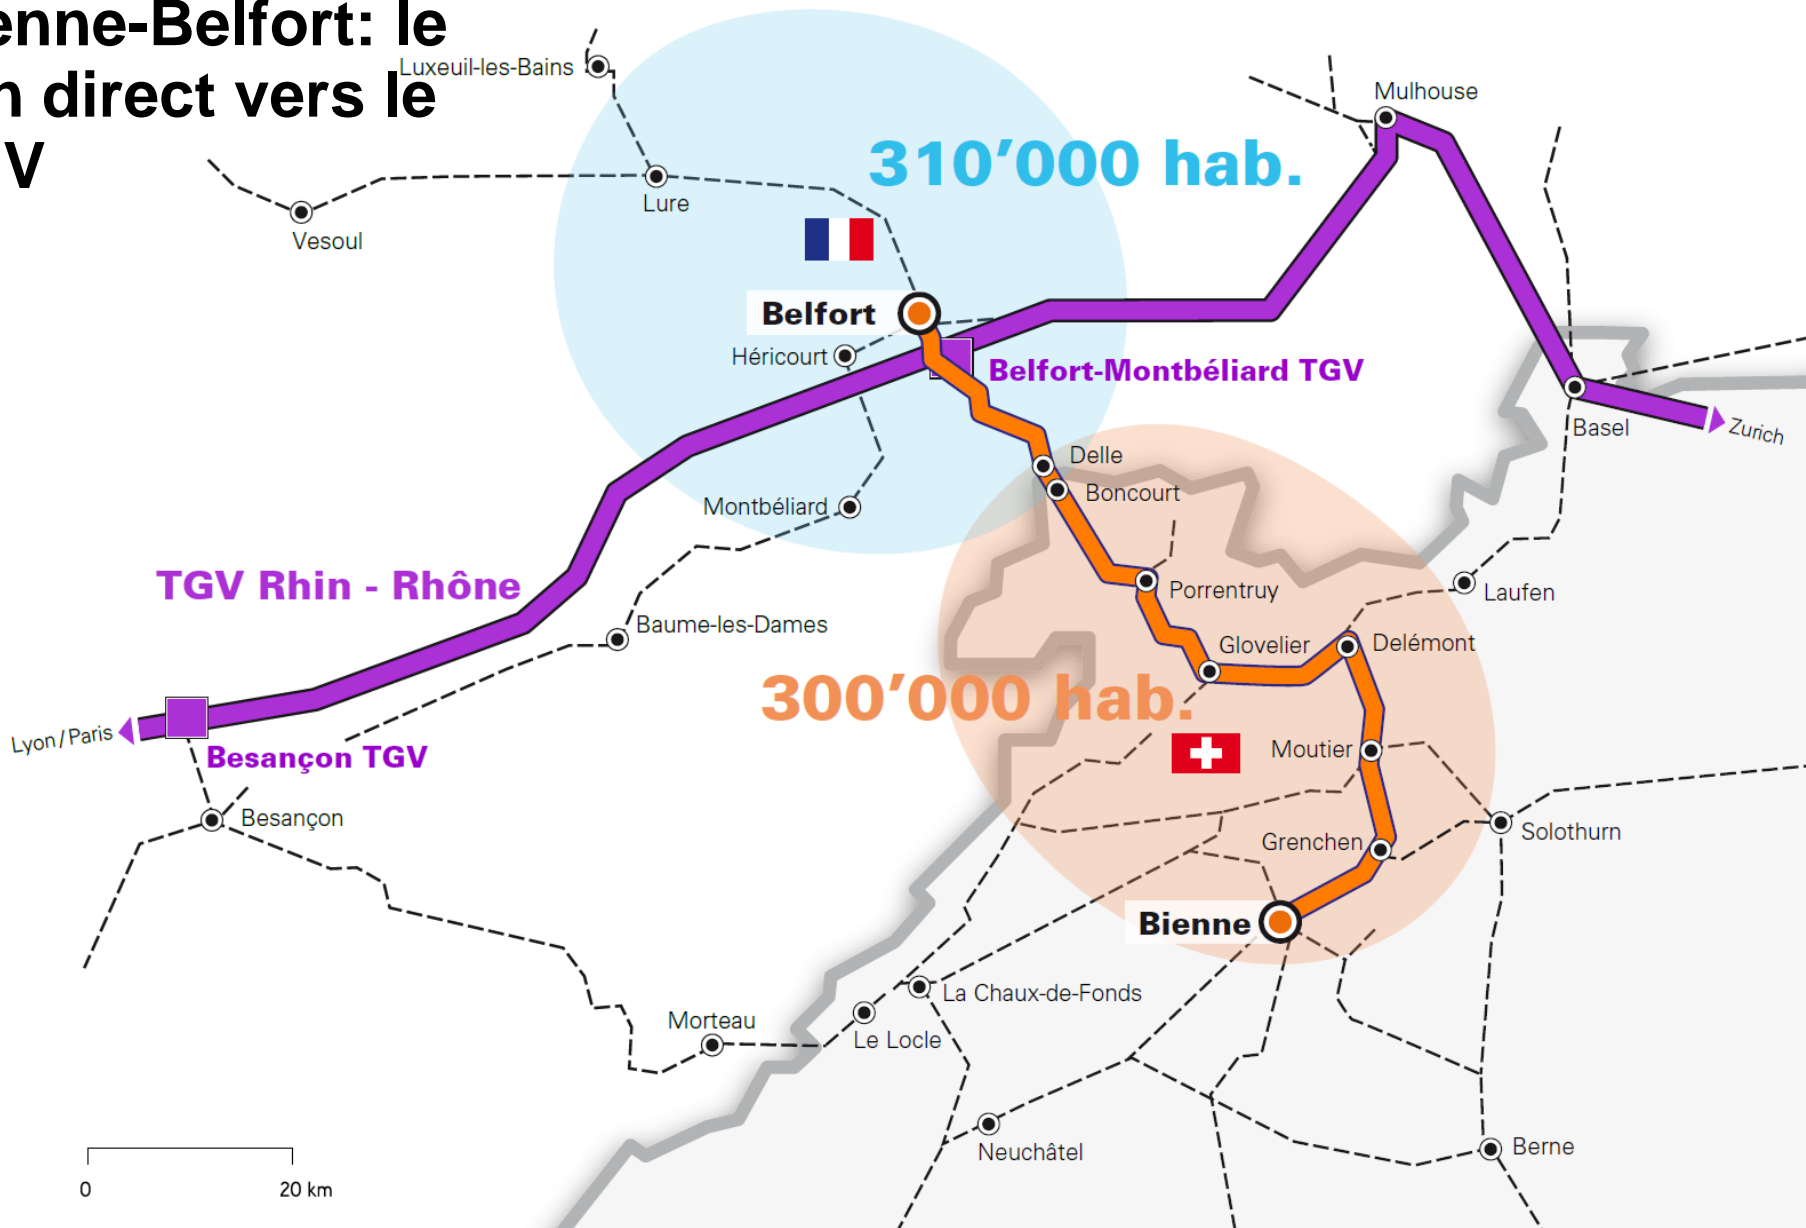 enne-Belfort: le
n direct vers le
V
Luxeuil-les-Bains
Mulhouse
310’000 hab.
Lure
Vesoul
Belfort
Héricourt
Belfort-Montbéliard TGV
Basel
Zurich
Delle
Boncourt
Montbéliard
TGV Rhin - Rhône
Porrentruy
Laufen
Baume-les-Dames
Glovelier
Delémont
300’000 hab.
Lyon/Paris
Besançon TGV
Moutier
Besançon
Solothurn
Grenchen
Bienne
La Chaux-de-Fonds
Morteau
Le Locle
Neuchâtel
Berne
0
20 km